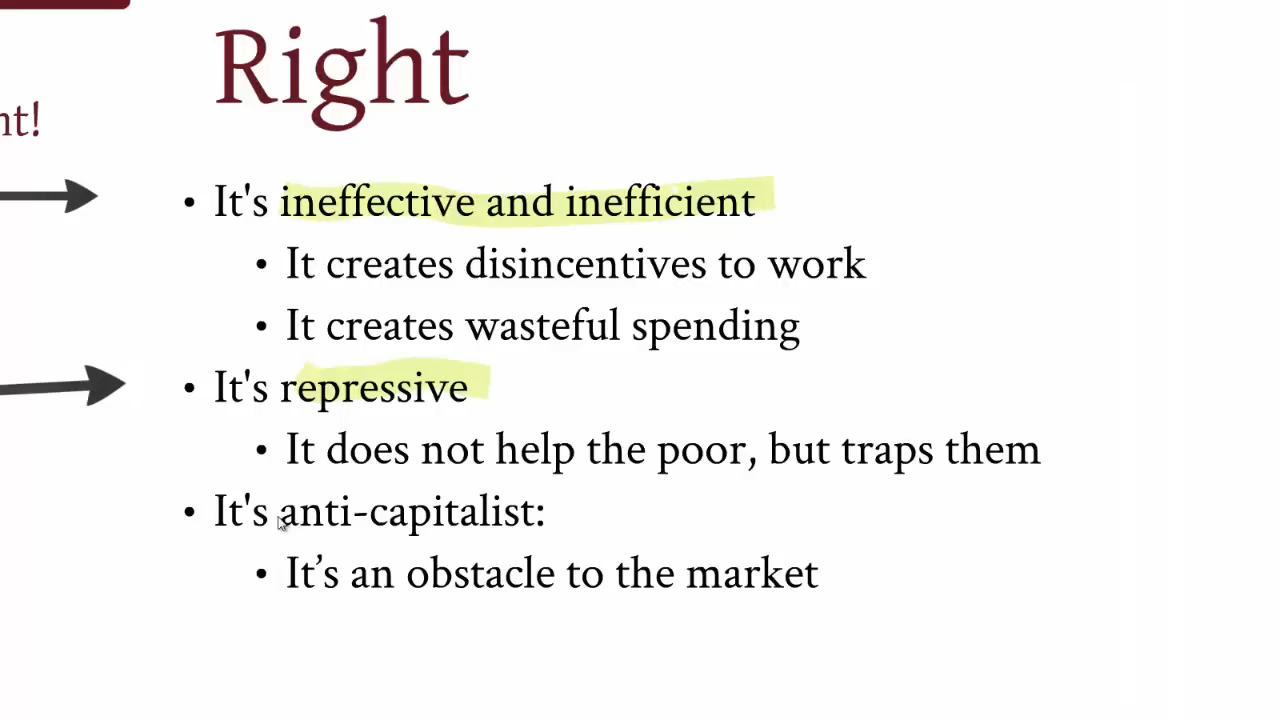 Right
ht!
• It's ineffective and inefficient
• It creates disincentives to work
• It creates wasteful spending
• It's repressive
• It does not help the poor, but traps them
• It's anti-capitalist:
• It’s an obstacle to the market